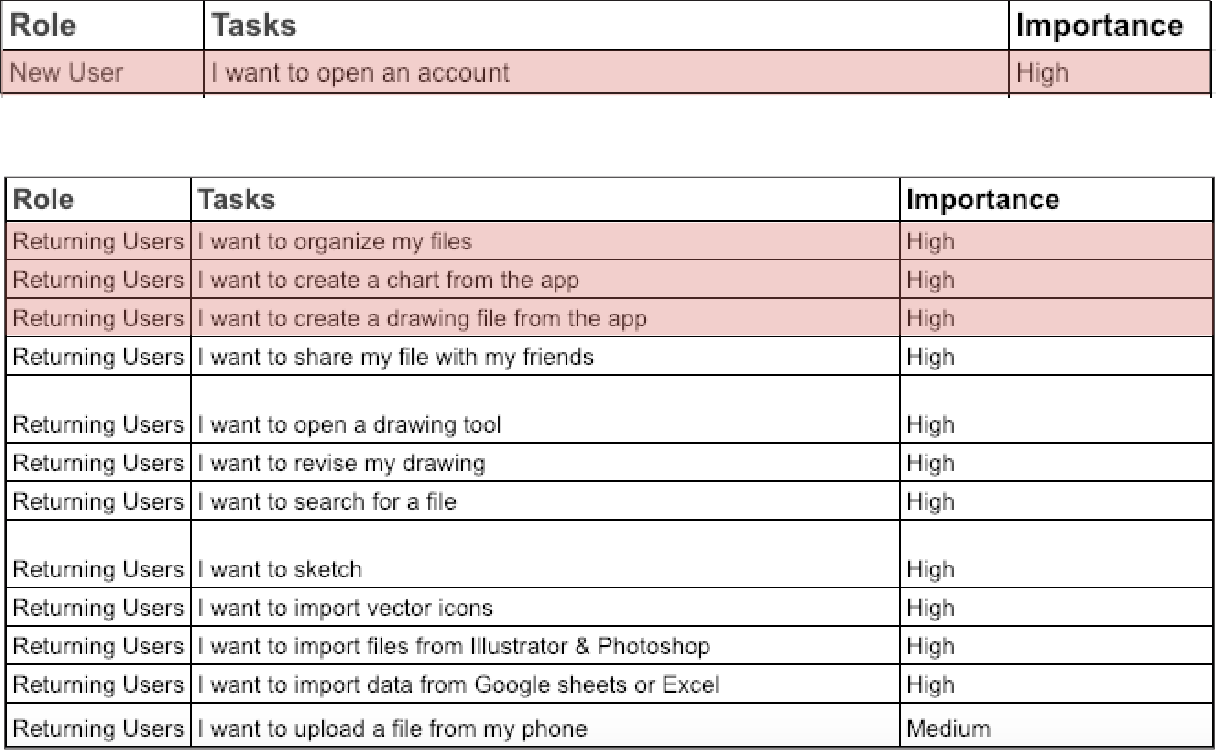 Role Tasks Importance
New User I want to open an account High
Role Tasks Importance
Returning Users I want to organize my files High
Returning Users I want to create a chart from the app High
Returning Users I want to create a drawing file from the app High
Returning Users I want to share my file with my friends High
Returning Users I want to open a drawing tool High
Returning Users I want to revise my drawing High
Returning Users I want to search for a file High
Returning Users I want to sketch High
Returning Users I want to import vector icons High
Returning Users I want to import files from Illustrator & Photoshop High
Returning Users I want to import data from Google sheets or Excel High
Returning Users I want to upload a file from my phone Medium